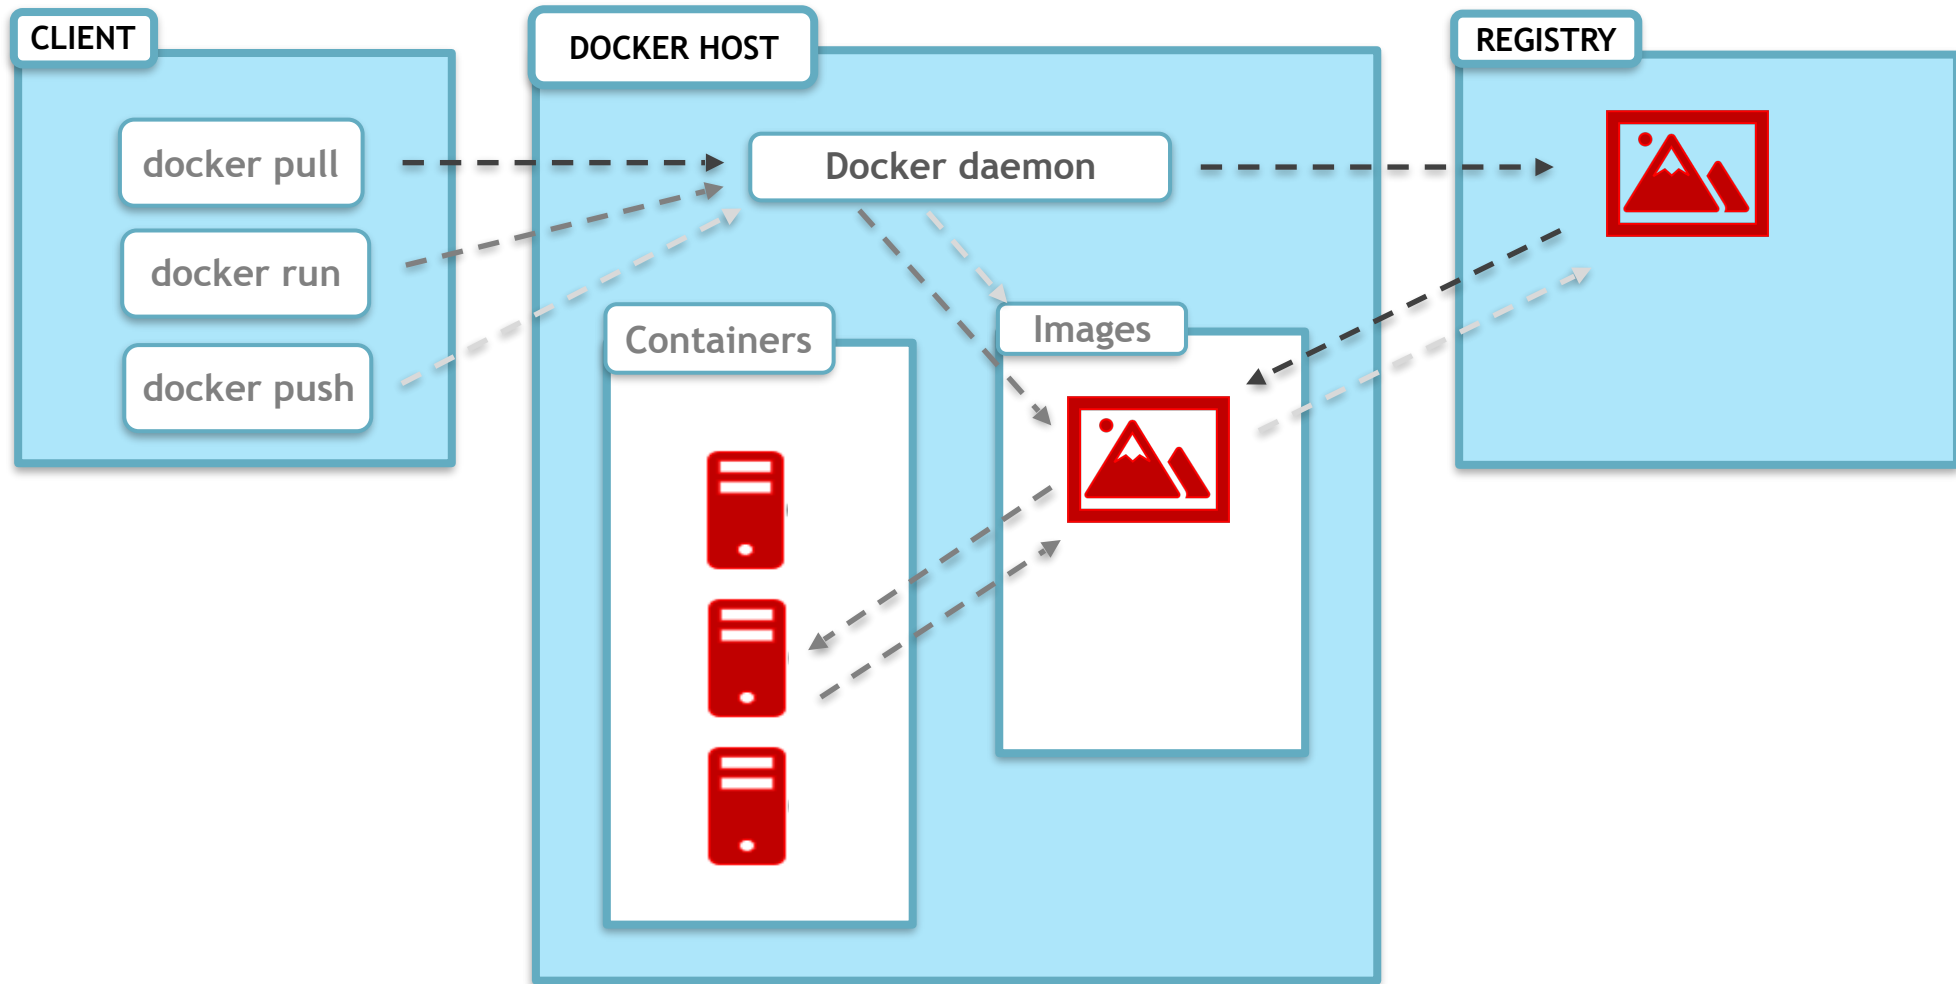 CLIENT
docker pull
docker run
docker push
DOCKER HOST
Docker daemon
Containers
Images
REGISTRY